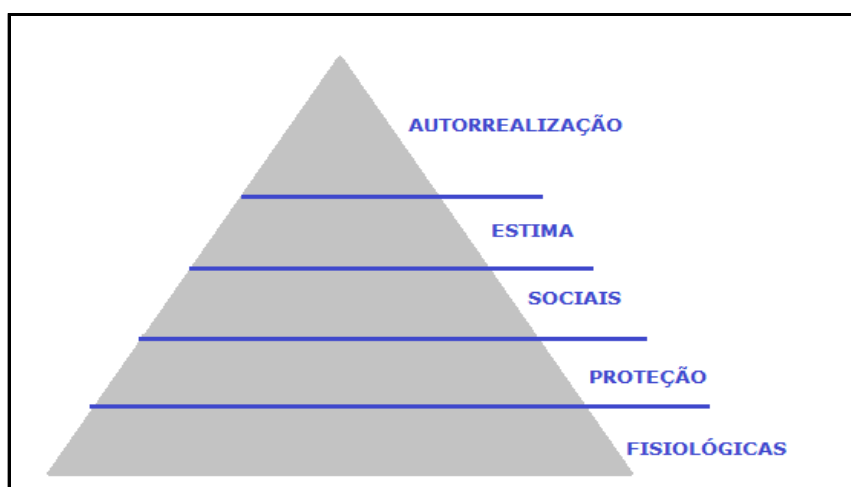 AUTORREALIZAÇÃO
ESTIMA
SOCIAIS
PROTEÇÃO
FISIOLÓGICAS